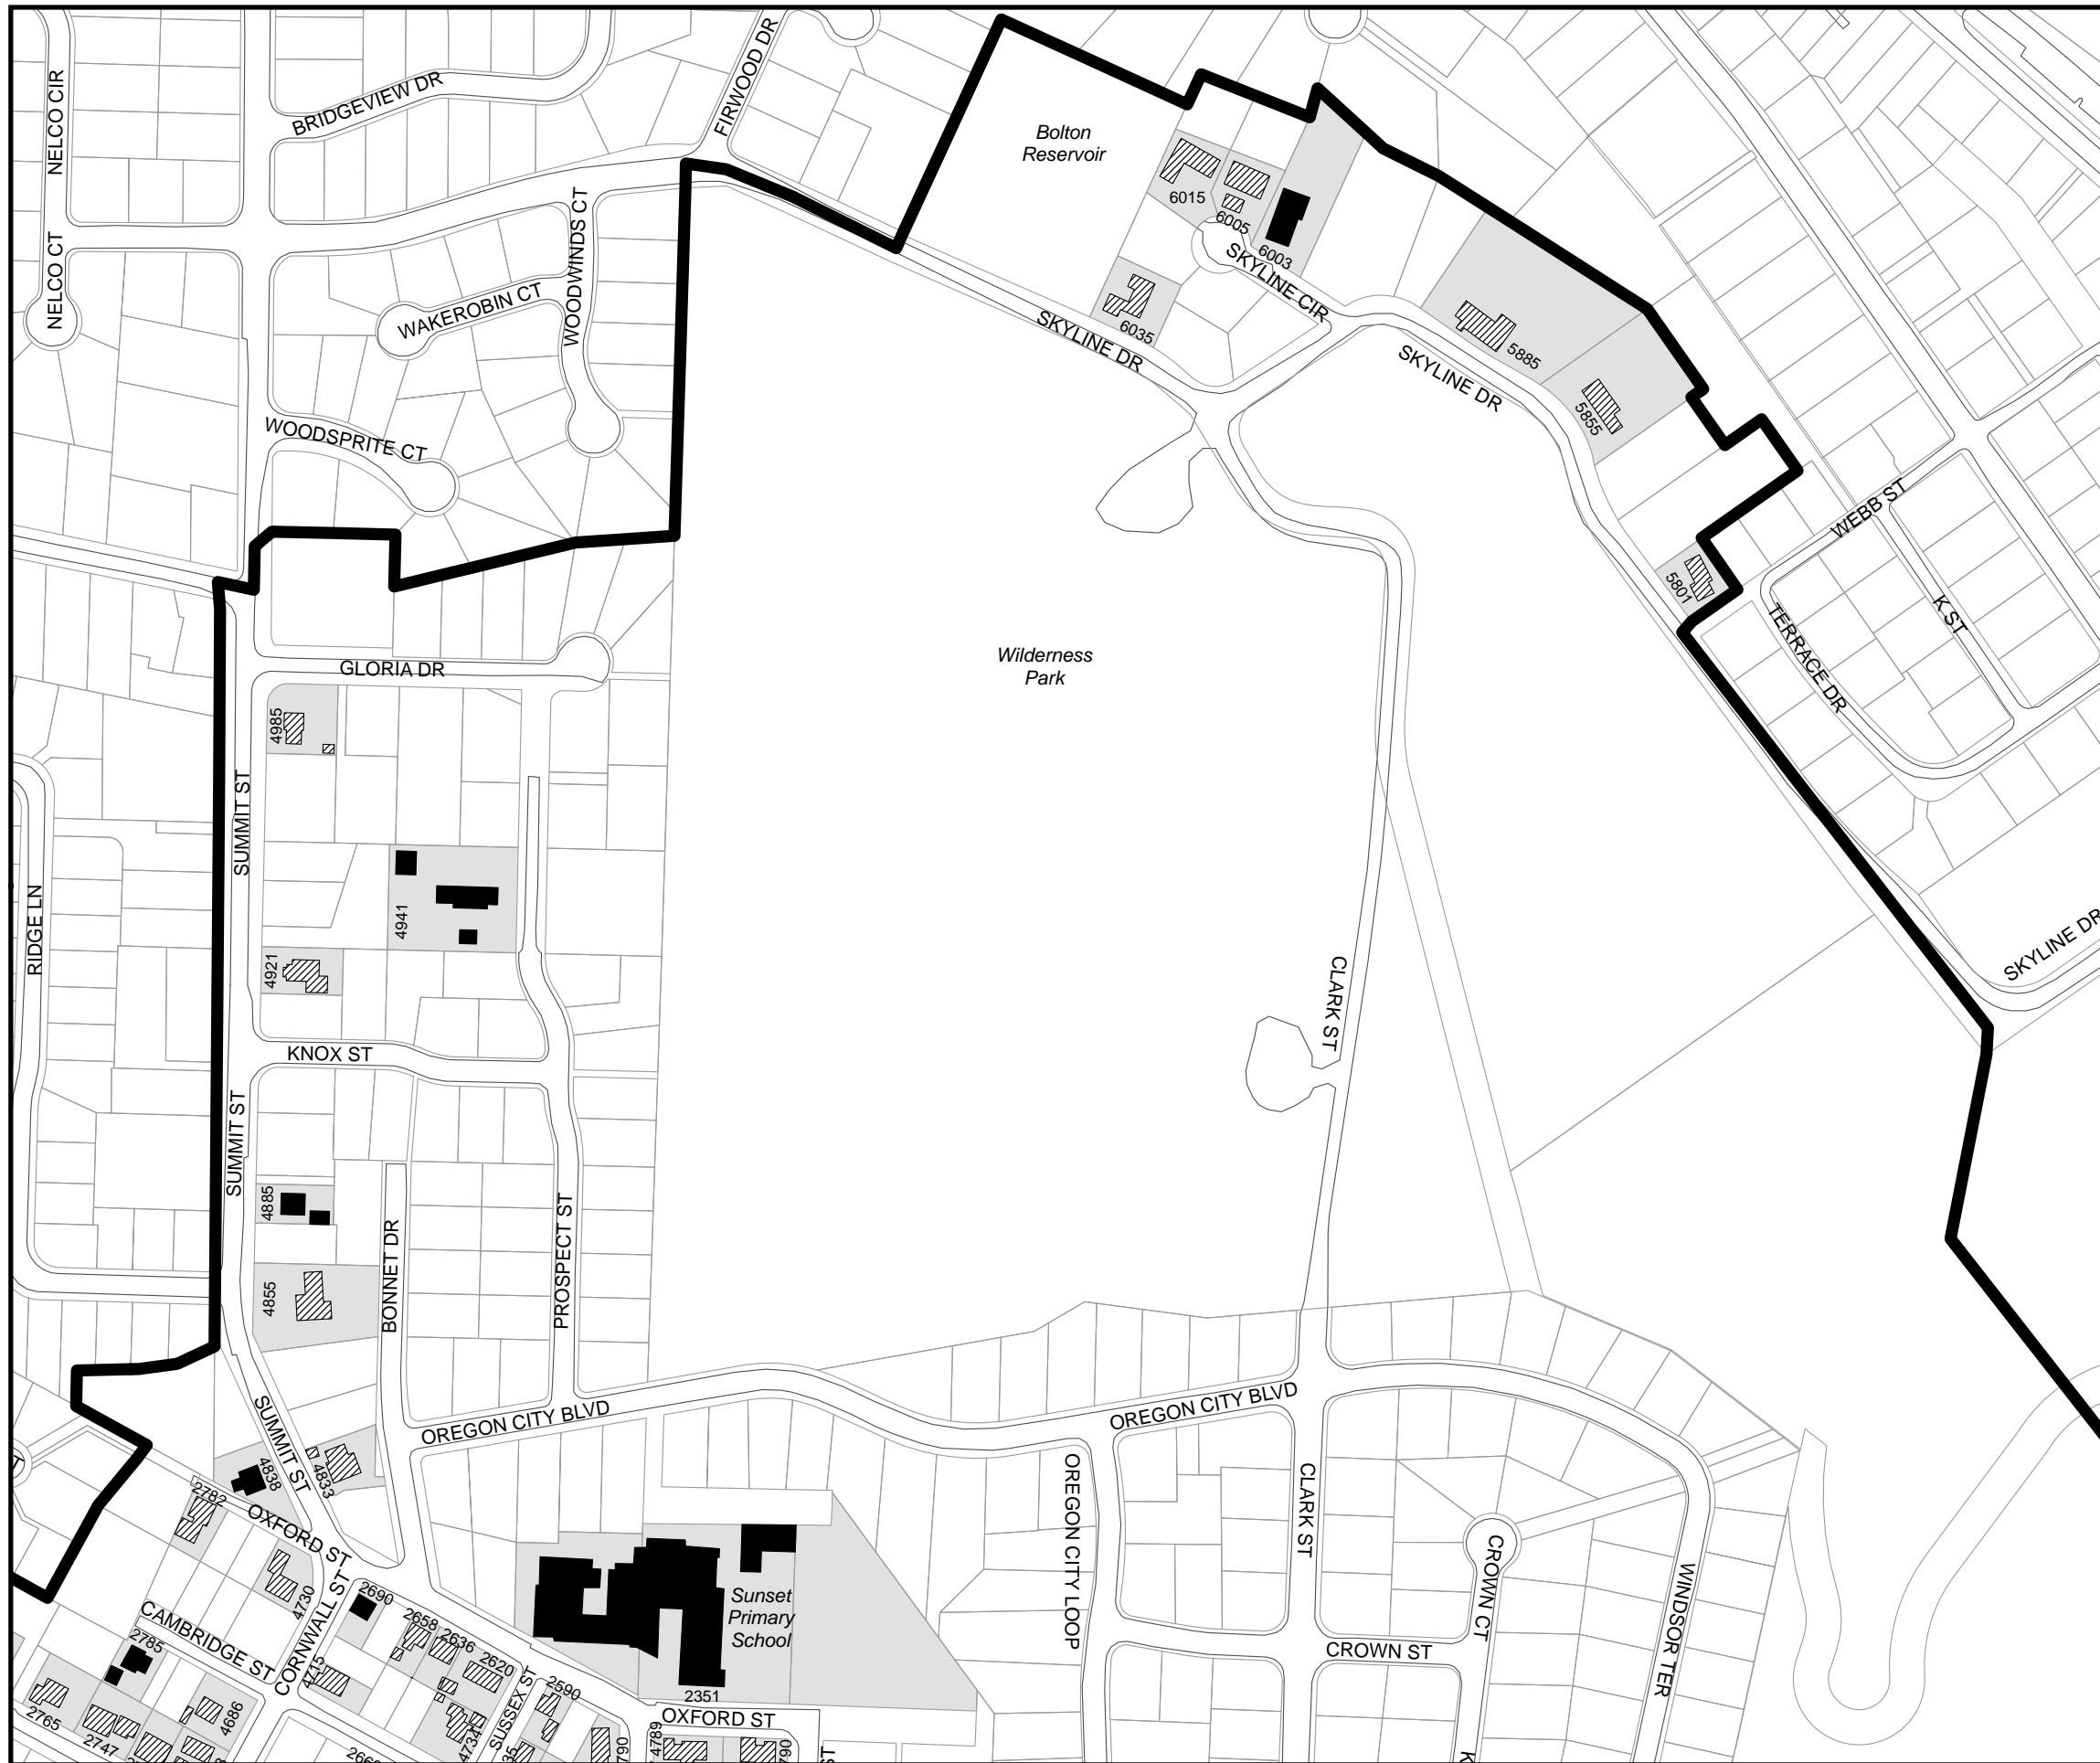 NELCO CIR
BRIDGEVIEW DR
FIRWOOD DR
Bolton
Reservoir
6015
6005
6003
NELCO CT
WAKEROBIN CT
WOODWINDS CT
SKYLINE CIR
6035
SKYLINE DR
SKYLINE DR
5885
5855
WOODSPRITE CT
WEBB ST
5801
K ST
TERRACE DR
Wilderness
Park
GLORIA DR
4985
SUMMIT ST
RIDGE LN
4941
4921
SKYLINE DR
CLARK ST
KNOX ST
SUMMIT ST
4885
BONNET DR
PROSPECT ST
4855
SUMMIT ST
OREGON CITY BLVD
OREGON CITY BLVD
4838
4833
2782
OXFORD ST
OREGON CITY LOOP
CLARK ST
CROWN CT
WINDSOR TER
4730
CORNWALL ST
2690
2658
2636
2620
Sunset
Primary
School
CAMBRIDGE ST
2785
4715
CROWN ST
2351
SUSSEX ST
2590
OXFORD ST
2765
2747
4686
4734
4789
790
790
ST
K